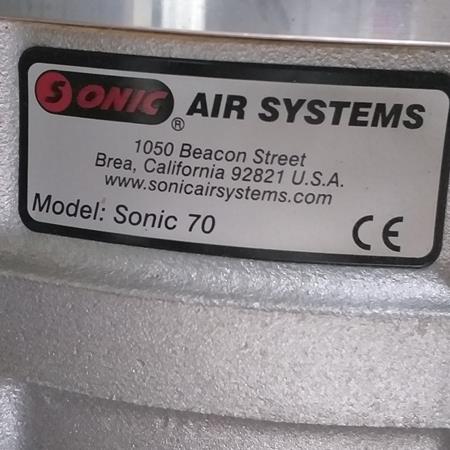 SONIC ® AIR SYSTEMS
1050 Beacon Street
Brea, California 92821 U.S.A.
www.sonicairsystems.com
Model: Sonic 70 CE